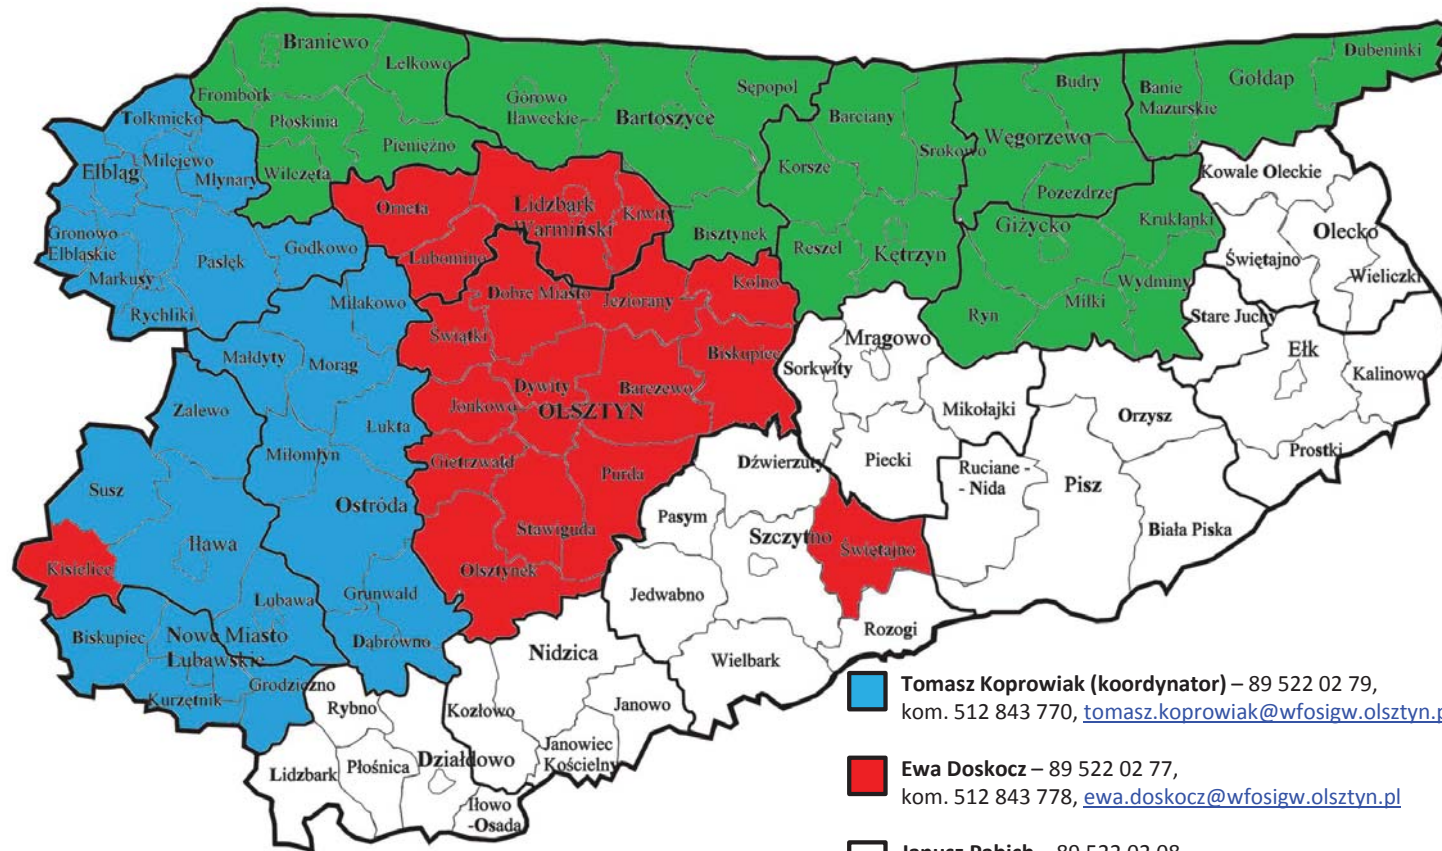 Braniewo
Lelkowo
Dubeninki
Gołdap
Budry
Banie
Mazurskie
Sępopol
Frombork
Górowo
Iławeckie
Bartoszyce
Barciany
Tolkmicko
Płoskinia
Węgorzewo
Pieniężno
Srokowo
Milejewo
Elbląg
Młynary
Wilczęta
Korsze
Kowale Oleckie
Pozezdrze
Orneta
Lidzbark
Warmiński
Kiwity
Kruklanki
Giżycko
Gronowo
Elbląskie
Godkowo
Bisztynek
Reszel
Kętrzyn
Olecko
Pasłęk
Lubomino
Świętajno
Wieliczki
Markusy
Kolno
Wydminy
Dobre Miasto
Jeziorany
Miłakowo
Miłki
Rychliki
Ryn
Stare Juchy
Świątki
Mrągowo
Małdyty
Morąg
Biskupiec
Ełk
Sorkwity
Kalinowo
Dywity
Barczewo
Jonkowo
OLSZTYN
Zalewo
Mikołajki
Orzysz
Łukta
Miłomłyn
Gietrzwałd
Dźwierzuty
Piecki
Prostki
Ruciane -
- Nida
Purda
Susz
Pisz
Ostróda
Pasym
Stawiguda
Szczytno
Biała Piska
Iława
Świętajno
Kisielice
Olsztynek
Grunwald
Jedwabno
Lubawa
Rozogi
Biskupiec
Nowe Miasto
Lubawskie
Dąbrówno
Nidzica
Wielbark
Grodziczno
Kurzętnik
Rybno
Kozłowo
Janowo
Janowiec
Kościelny
Działdowo
Lidzbark
Płośnica
Iłowo
-Osada
Tomasz Koprowiak (koordynator) – 89 522 02 79,
kom. 512 843 770, tomasz.koprowiak@wfosigw.olsztyn.p
Ewa Doskocz – 89 522 02 77,
kom. 512 843 778, ewa.doskocz@wfosigw.olsztyn.pl